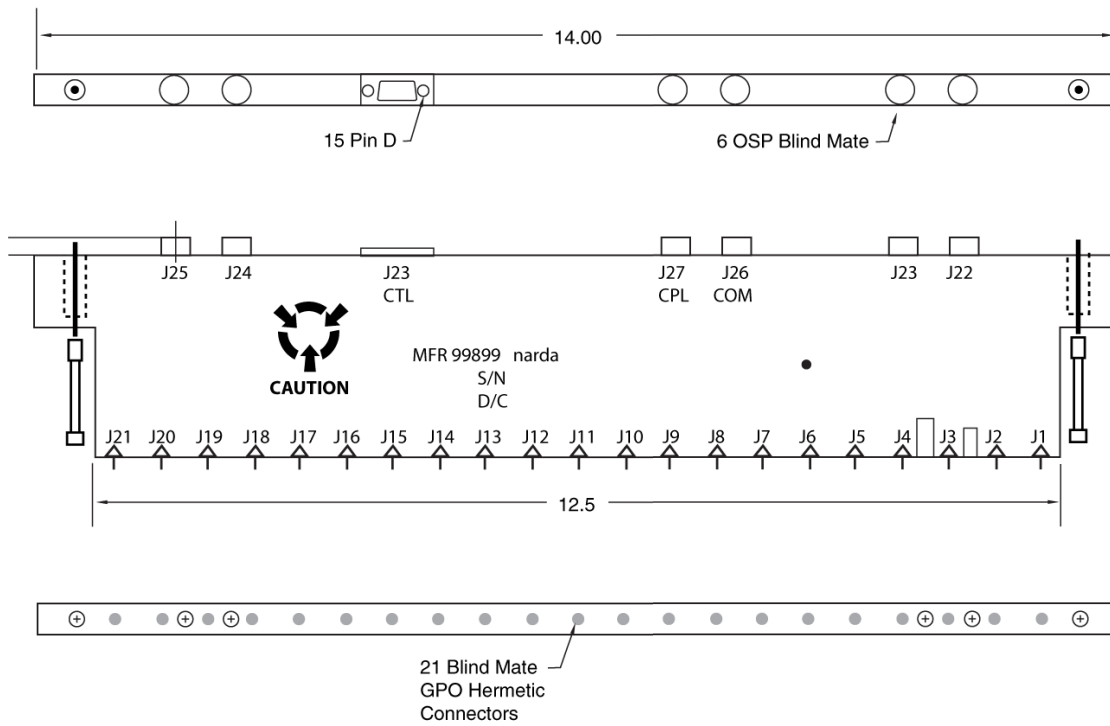 14.00
15 Pin D
6 OSP Blind Mate
J25 J24 J23 J27 J26 J23 J22
CTL CPL COM
CAUTION
MFR 99899 narda
S/N
D/C
J21 J20 J19 J18 J17 J16 J15 J14 J13 J12 J11 J10 J9 J8 J7 J6 J5 J4 J3 J2 J1
12.5
21 Blind Mate
GPO Hermetic
Connectors